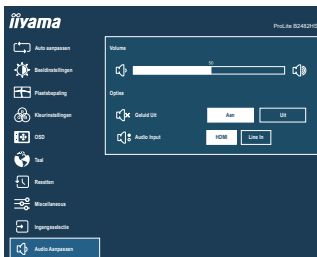 iiyama
ProLite B2482HS
Auto aanpassen
Volume
50
Beeldinstellingen
Plaatsbepaling
Opties
Kleurinstellingen
Geluid Uit Aan Uit
OSD
Audio Input HDMI Line In
Taal
Resetten
Miscellaneous
Ingangsselectie
Audio Aanpassen